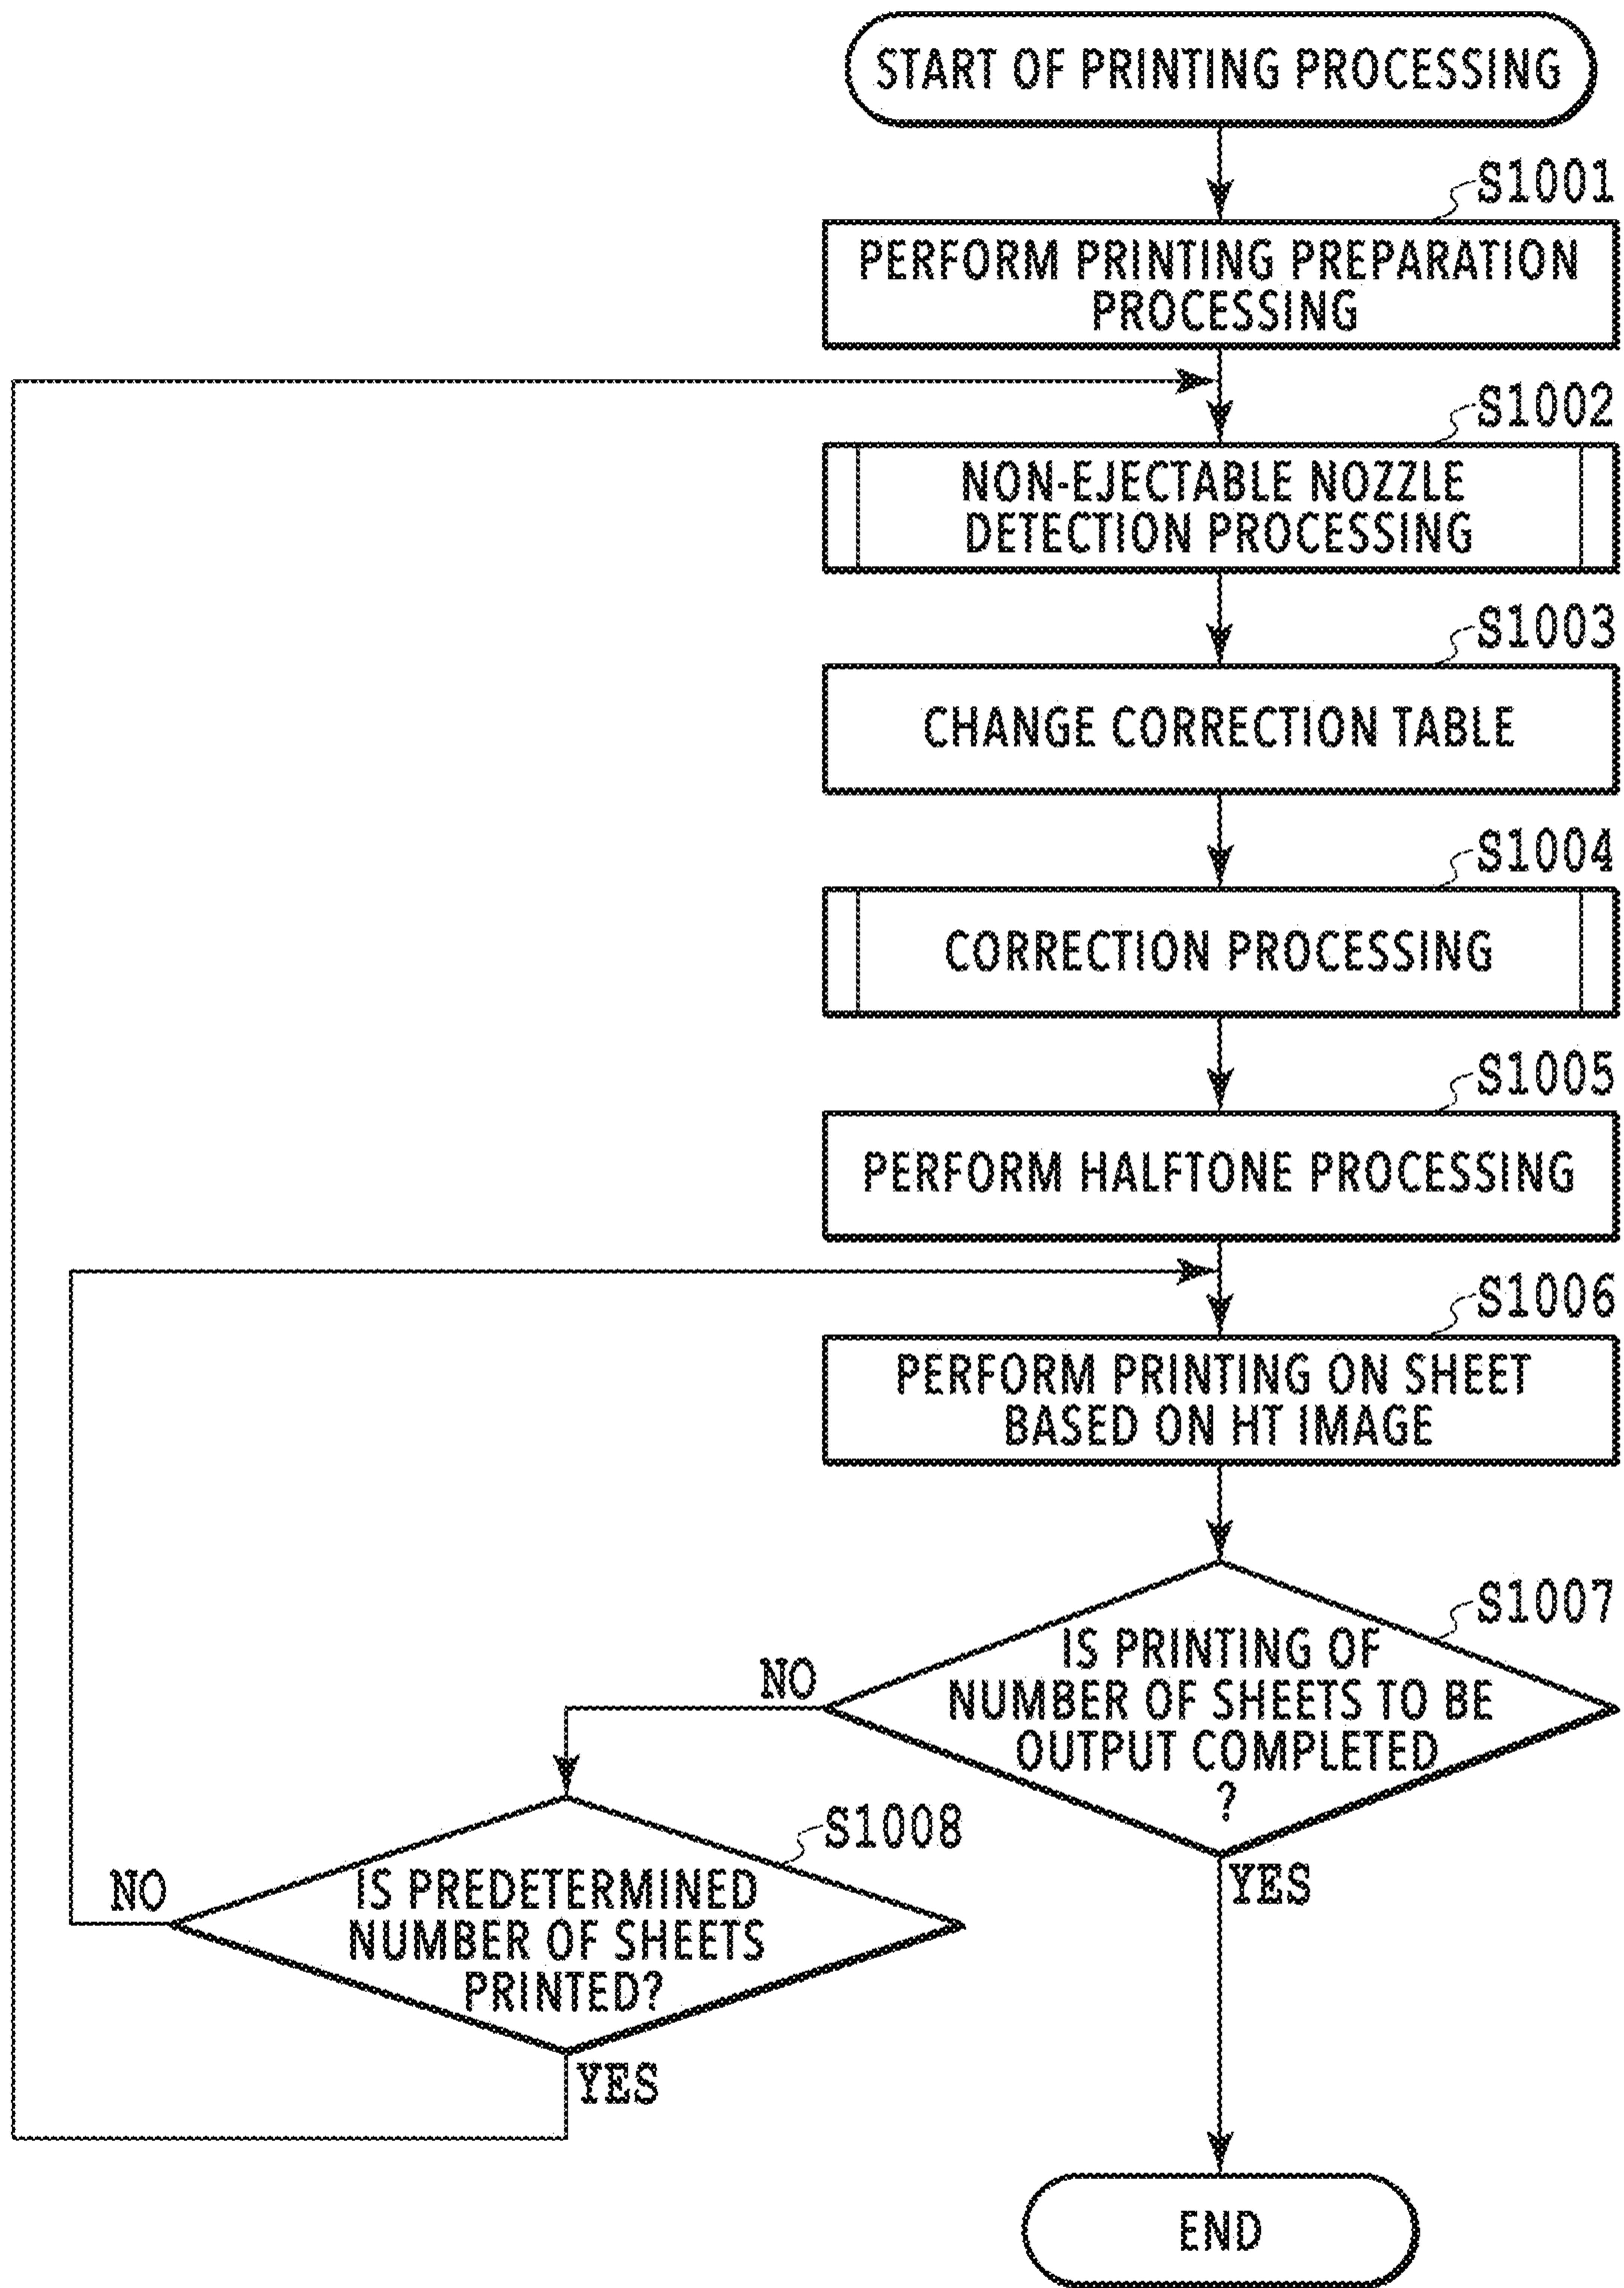 START OF PRINTING PROCESSING
S1001
PERFORM PRINTING PREPARATION
PROCESSING
S1002
NON-EJECTABLE NOZZLE
DETECTION PROCESSING
S1003
CHANGE CORRECTION TABLE
S1004
CORRECTION PROCESSING
S1005
PERFORM HALFTONE PROCESSING
S1006
PERFORM PRINTING ON SHEET
BASED ON HT IMAGE
S1007
IS PRINTING OF
NUMBER OF SHEETS TO BE
OUTPUT COMPLETED
?
NO
YES
S1008
IS PREDETERMINED
NUMBER OF SHEETS
PRINTED?
NO
YES
END